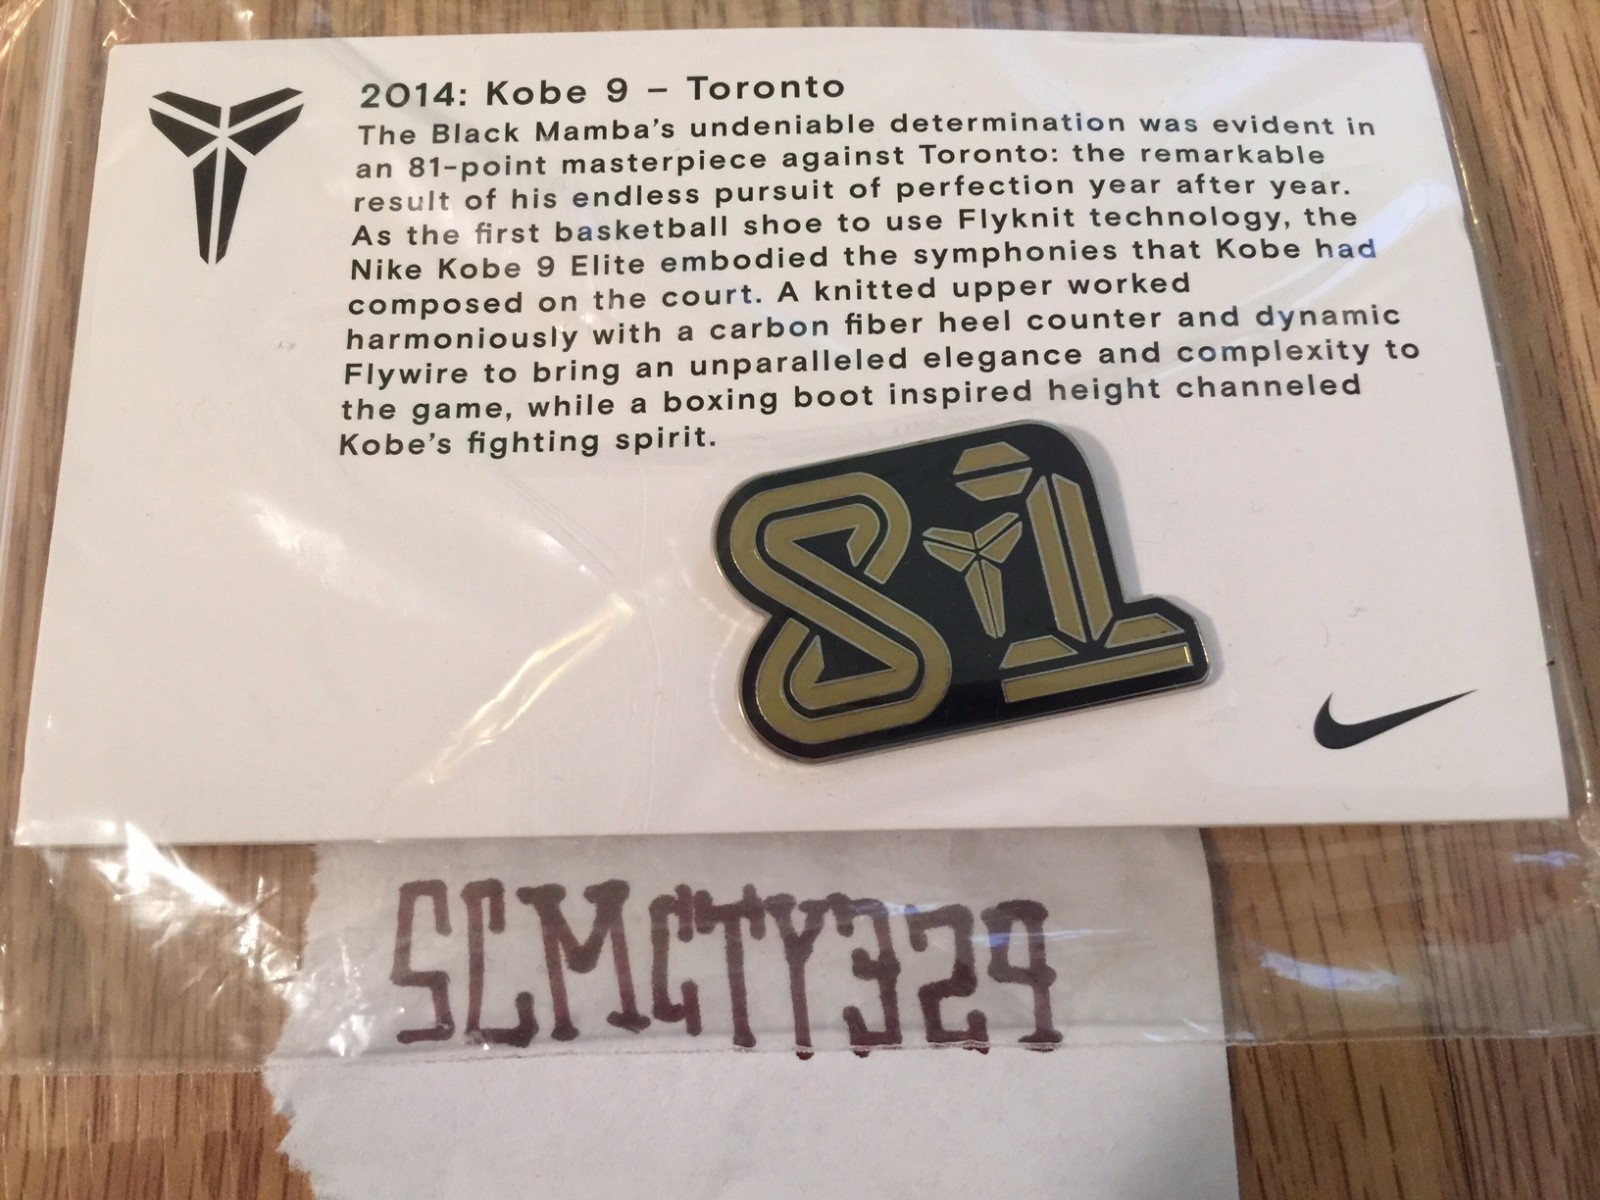 2014: Kobe 9 – Toronto
The Black Mamba's undeniable determination was evident in
an 81-point masterpiece against Toronto: the remarkable
result of his endless pursuit of perfection year after year.
As the first basketball shoe to use Flyknit technology, the
Nike Kobe 9 Elite embodied the symphonies that Kobe had
composed on the court. A knitted upper worked
harmoniously with a carbon fiber heel counter and dynamic
Flywire to bring an unparalleled elegance and complexity to
the game, while a boxing boot inspired height channeled
Kobe's fighting spirit.
81
SCMCTY329